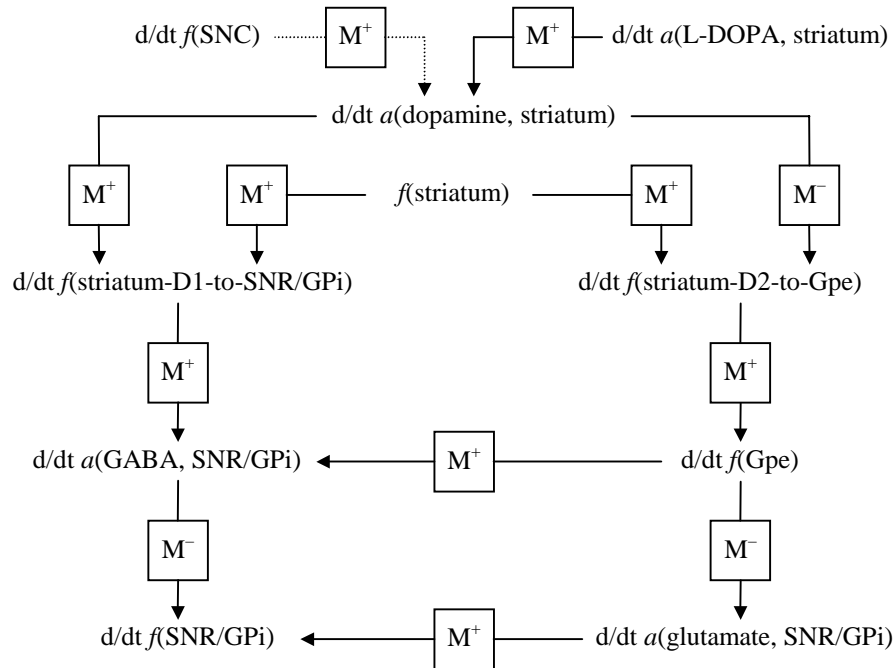 d/dt f(SNC) M⁺ M⁺ d/dt a(L-DOPA, striatum)
d/dt a(dopamine, striatum)
M⁺ M⁺ f(striatum) M⁺ M⁻
d/dt f(striatum-D1-to-SNR/GPi) d/dt f(striatum-D2-to-Gpe)
M⁺ M⁺
d/dt a(GABA, SNR/GPi) M⁺ d/dt f(Gpe)
M⁻ M⁻
d/dt f(SNR/GPi) M⁺ d/dt a(glutamate, SNR/GPi)